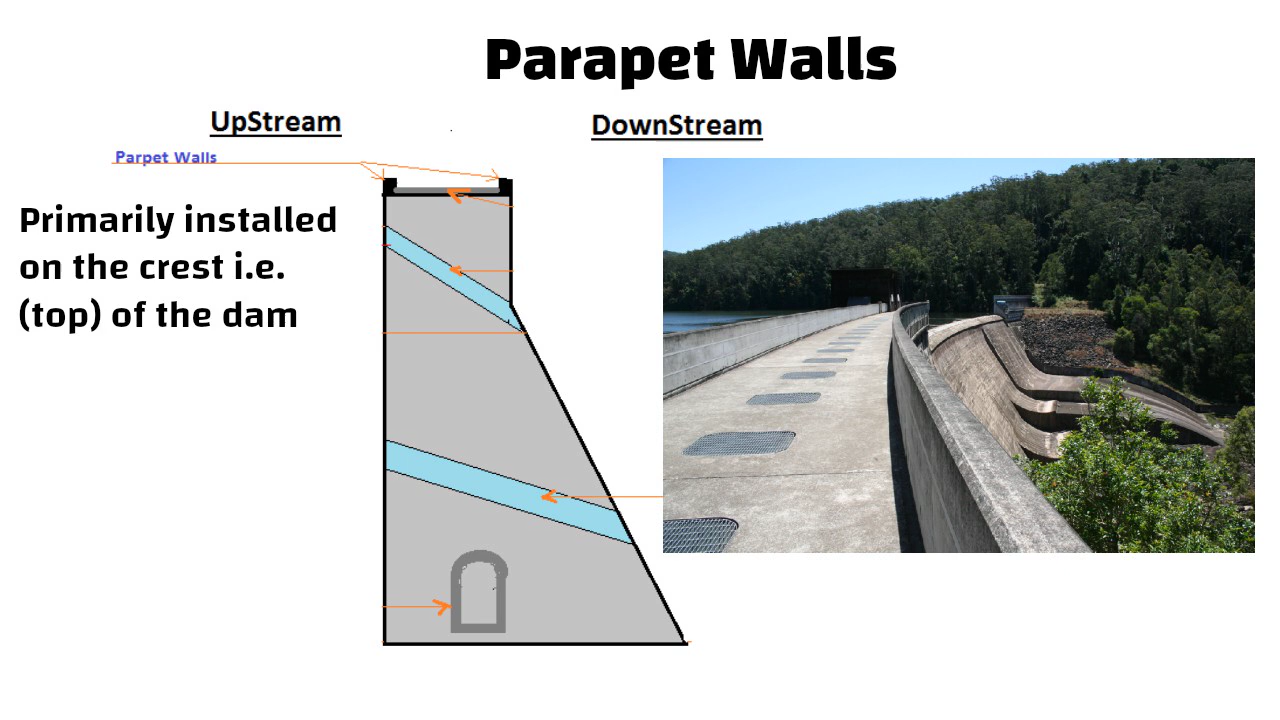 Parapet Walls
UpStream
DownStream
Parpet Walls
Primarily installed
on the crest i.e.
(top) of the dam